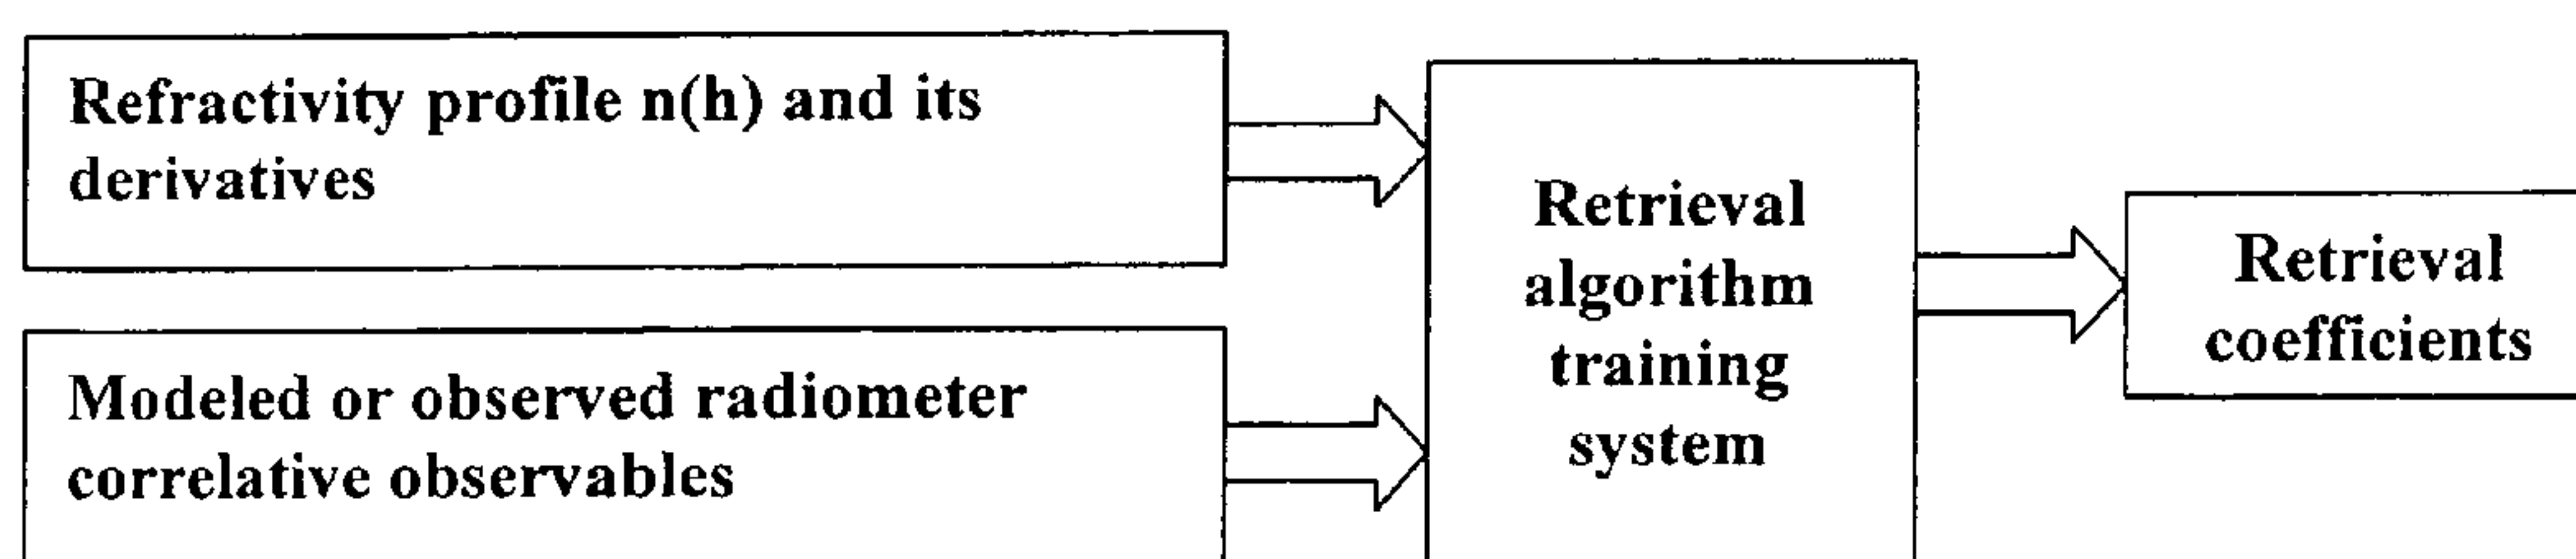 Refractivity profile n(h) and its
derivatives
Modeled or observed radiometer
correlative observables
Retrieval
algorithm
training
system
Retrieval
coefficients